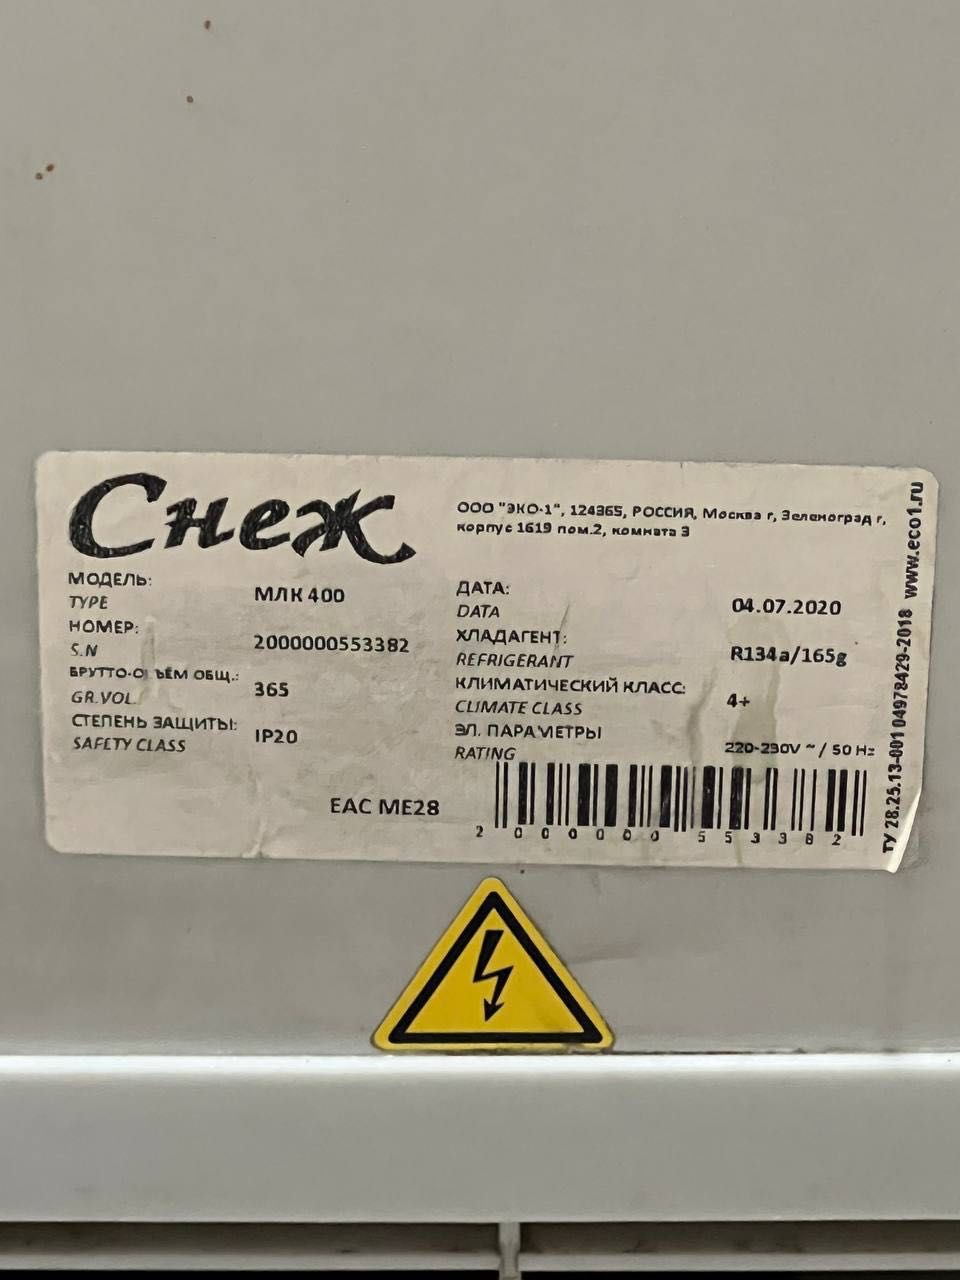 Снеж
ООО "ЭКО-1", 124365, РОССИЯ, Москва г, Зеленоград г,
корпус 1619 пом.2, комната 3
МОДЕЛЬ:
TYPE
МЛК 400
НОМЕР:
S.N
2000000553382
БРУТТО-О ЪЁМ ОБЩ.:
GR.VOL
365
СТЕПЕНЬ ЗАЩИТЫ:
SAFETY CLASS
IP20
ДАТА:
DATA
04.07.2020
ХЛАДАГЕНТ:
REFRIGERANT
R134a/165g
КЛИМАТИЧЕСКИЙ КЛАСС:
CLIMATE CLASS
4+
ЭЛ. ПАРАМЕТРЫ
RATING
220-230V ~ / 50 Hz
EAC ME28
2 000000 553382
ТУ 28.25.13-001 04978429-2018 www.eco1.ru